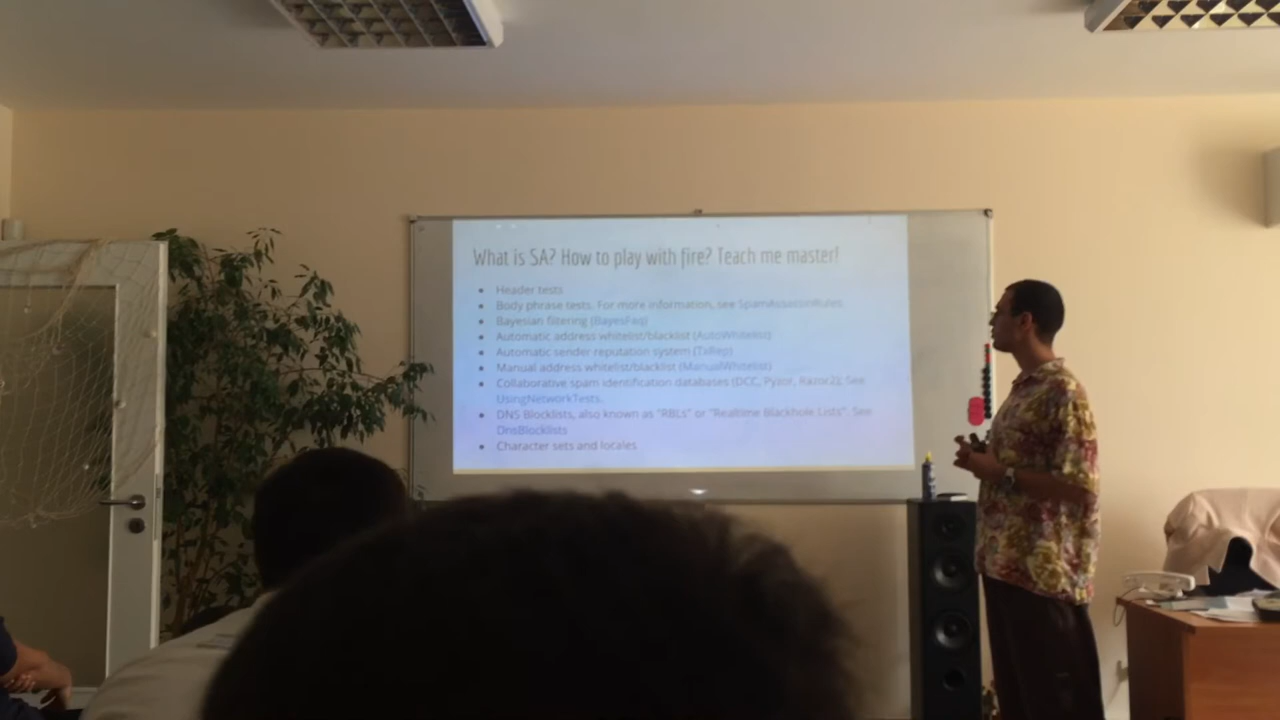 What is SA? How to play with fire? Teach me master!
Header tests
Body phrase tests. For more information, see SpamAssassinRules.
Bayesian filtering (BayesFaq)
Automatic address whitelist/blacklist (AutoWhitelist)
Automatic sender reputation system (TxRep)
Manual address whitelist/blacklist (ManualWhitelist)
Collaborative spam identification databases (DCC, Pyzor, Razor2); See
UsingNetworkTests.
DNS Blocklists, also known as "RBLs" or "Realtime Blackhole Lists". See
DnsBlocklists
Character sets and locales